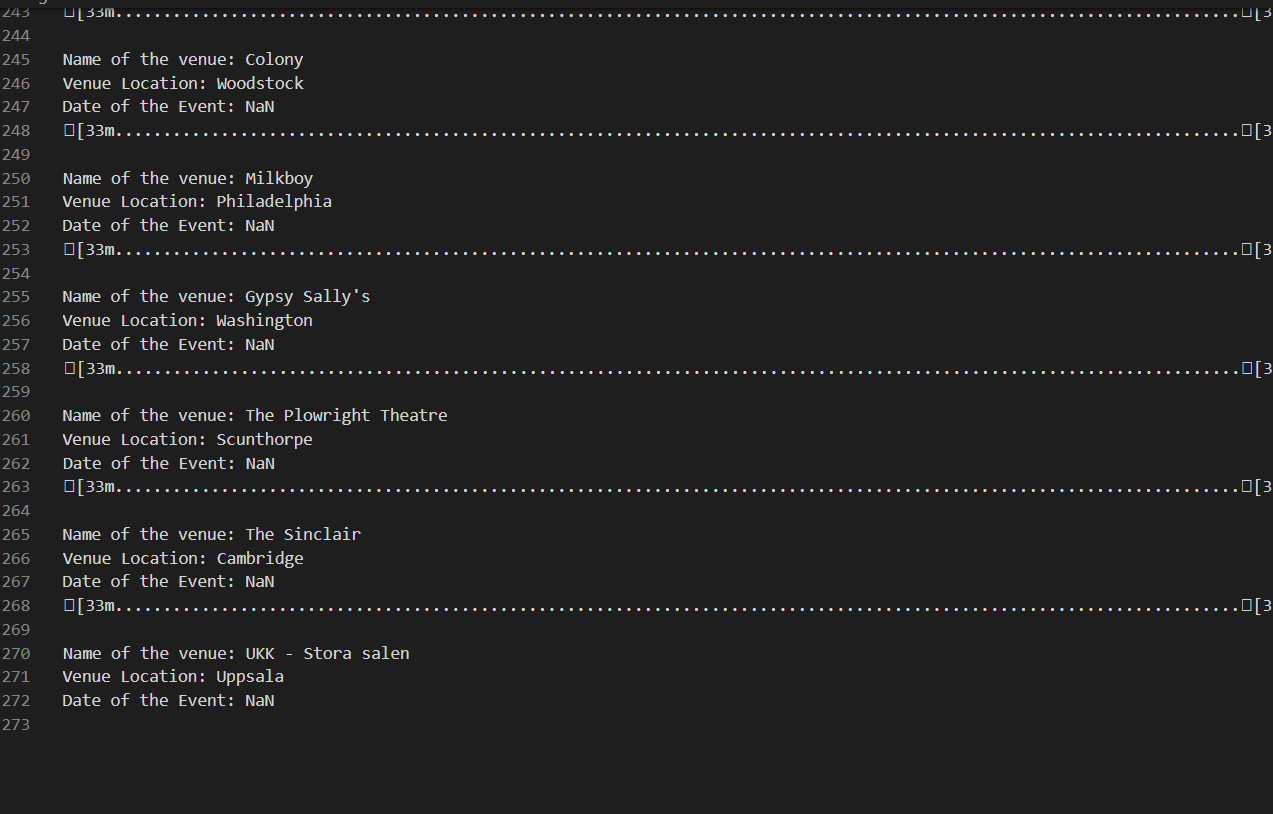 243 □[33m......................................................................................................................□[3
244
245 Name of the venue: Colony
246 Venue Location: Woodstock
247 Date of the Event: NaN
248 □[33m......................................................................................................................□[3
249
250 Name of the venue: Milkboy
251 Venue Location: Philadelphia
252 Date of the Event: NaN
253 □[33m......................................................................................................................□[3
254
255 Name of the venue: Gypsy Sally's
256 Venue Location: Washington
257 Date of the Event: NaN
258 □[33m......................................................................................................................□[3
259
260 Name of the venue: The Plowright Theatre
261 Venue Location: Scunthorpe
262 Date of the Event: NaN
263 □[33m......................................................................................................................□[3
264
265 Name of the venue: The Sinclair
266 Venue Location: Cambridge
267 Date of the Event: NaN
268 □[33m......................................................................................................................□[3
269
270 Name of the venue: UKK - Stora salen
271 Venue Location: Uppsala
272 Date of the Event: NaN
273